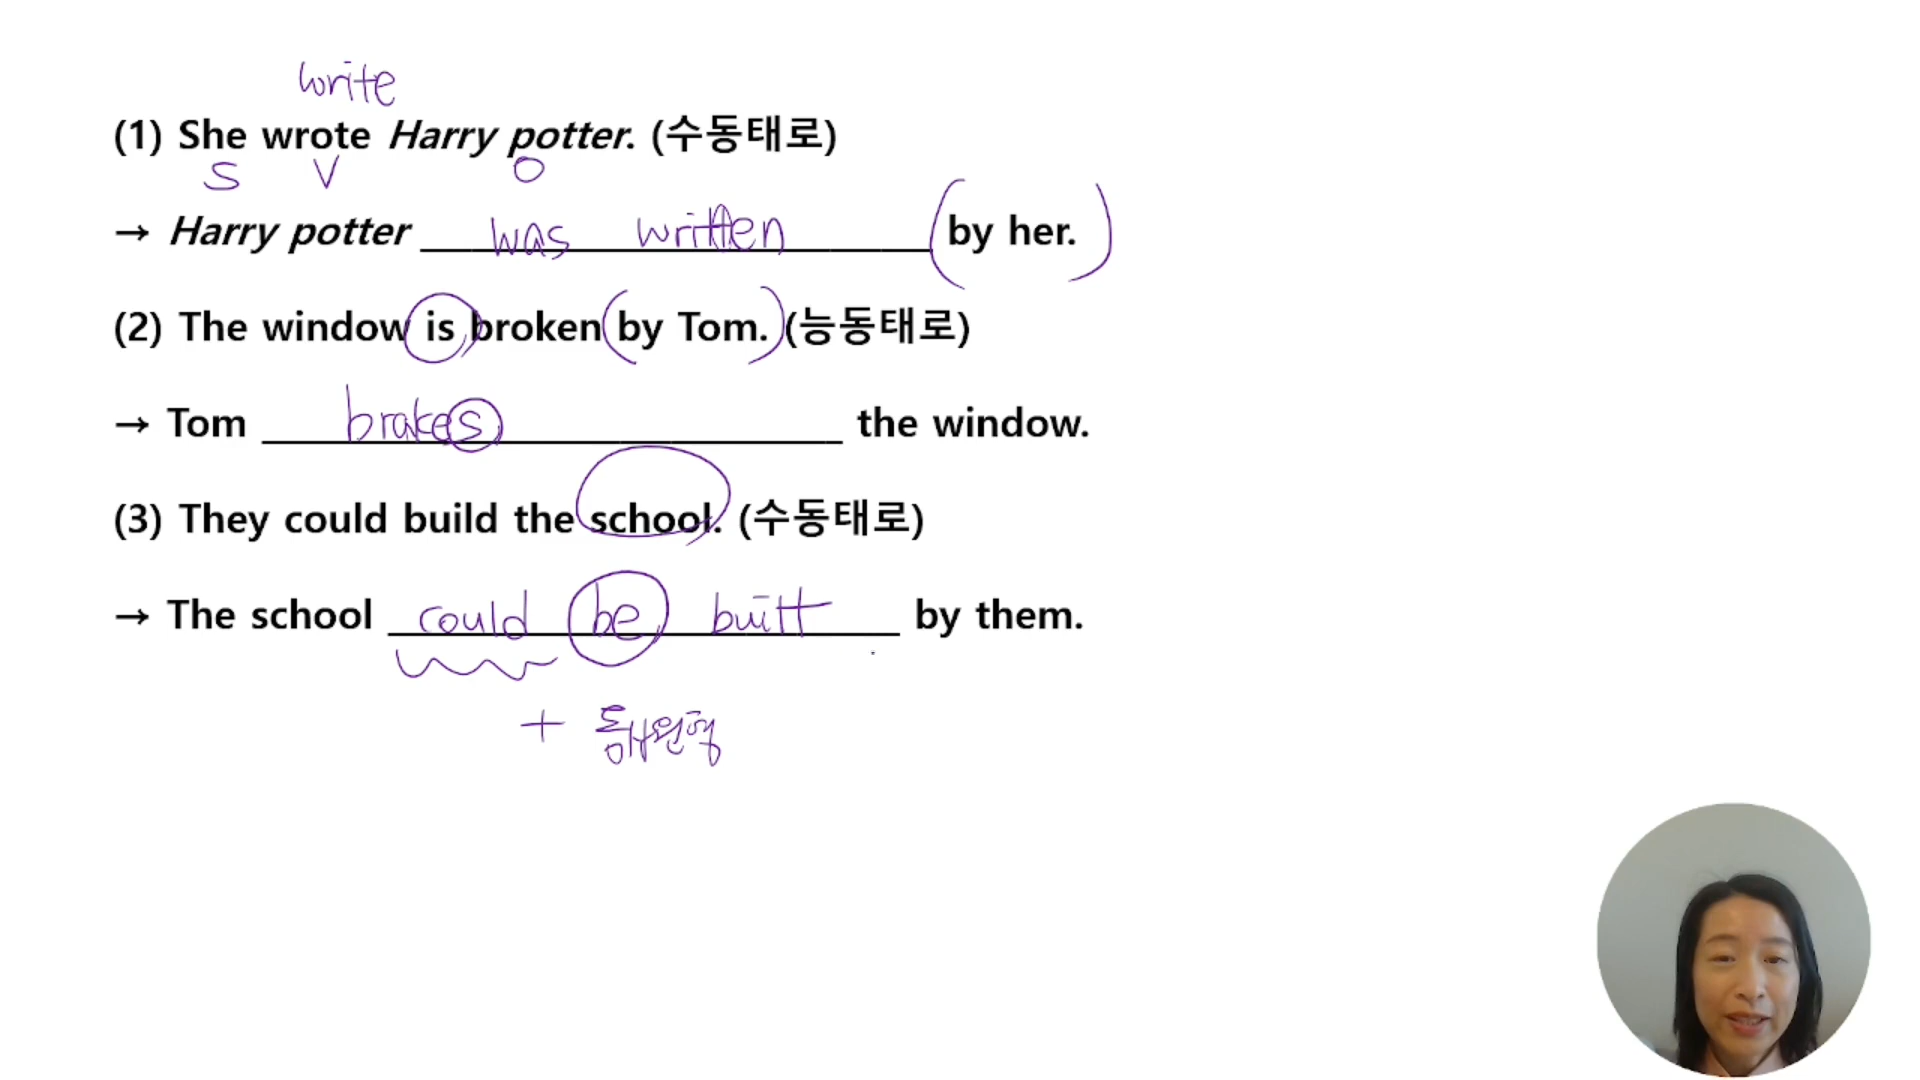 write
(1) She wrote Harry potter. (수동태로)
S V O
→ Harry potter was written (by her.)
(2) The window is broken (by Tom.) (능동태로)
→ Tom brakes the window.
(3) They could build the school. (수동태로)
→ The school could be built by them.
+ 동사원형